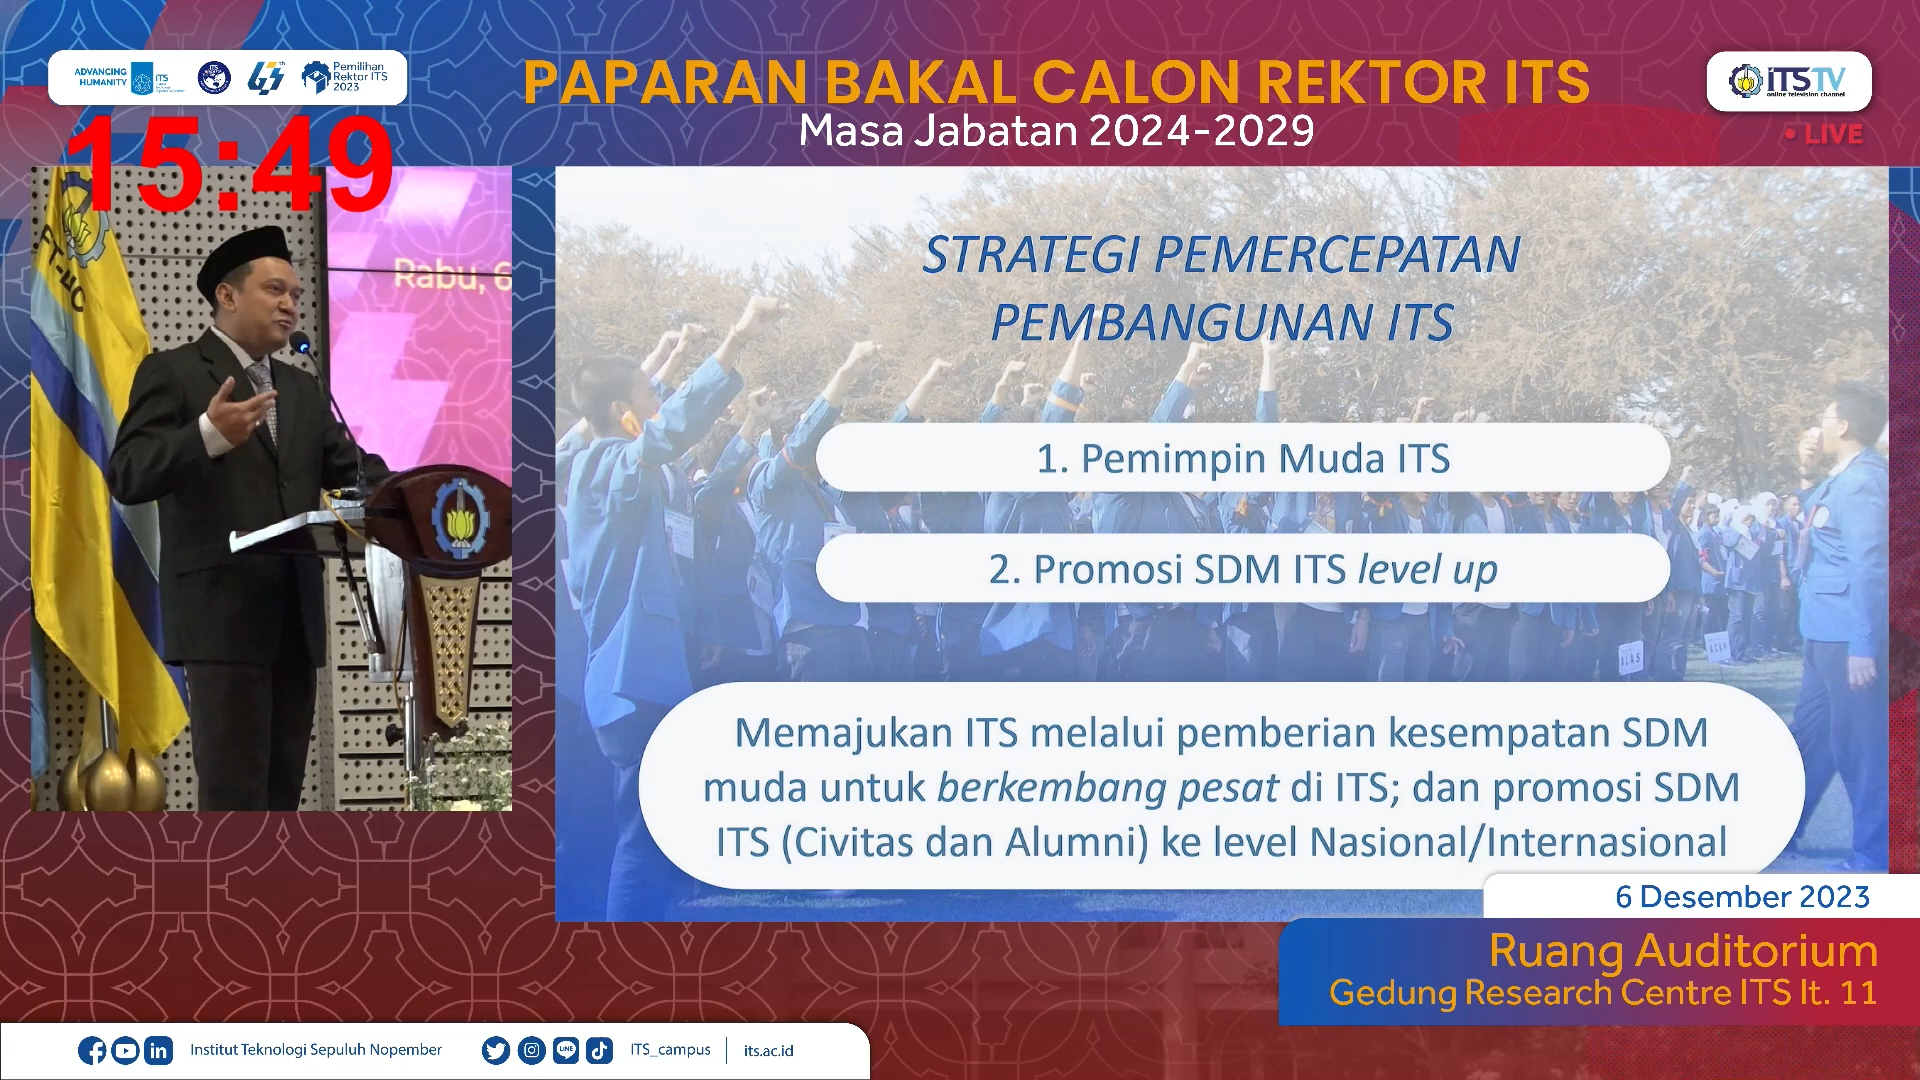 ADVANCING
HUMANITY
ITS
Pemilihan
Rektor ITS
2023
PAPARAN BAKAL CALON REKTOR ITS
Masa Jabatan 2024-2029
iTSTV
online television channel
• LIVE
15:49
Rabu, 6
STRATEGI PEMERCEPATAN
PEMBANGUNAN ITS
1. Pemimpin Muda ITS
2. Promosi SDM ITS level up
Memajukan ITS melalui pemberian kesempatan SDM
muda untuk berkembang pesat di ITS; dan promosi SDM
ITS (Civitas dan Alumni) ke level Nasional/Internasional
6 Desember 2023
Ruang Auditorium
Gedung Research Centre ITS lt. 11
Institut Teknologi Sepuluh Nopember
LINE
ITS_campus
its.ac.id